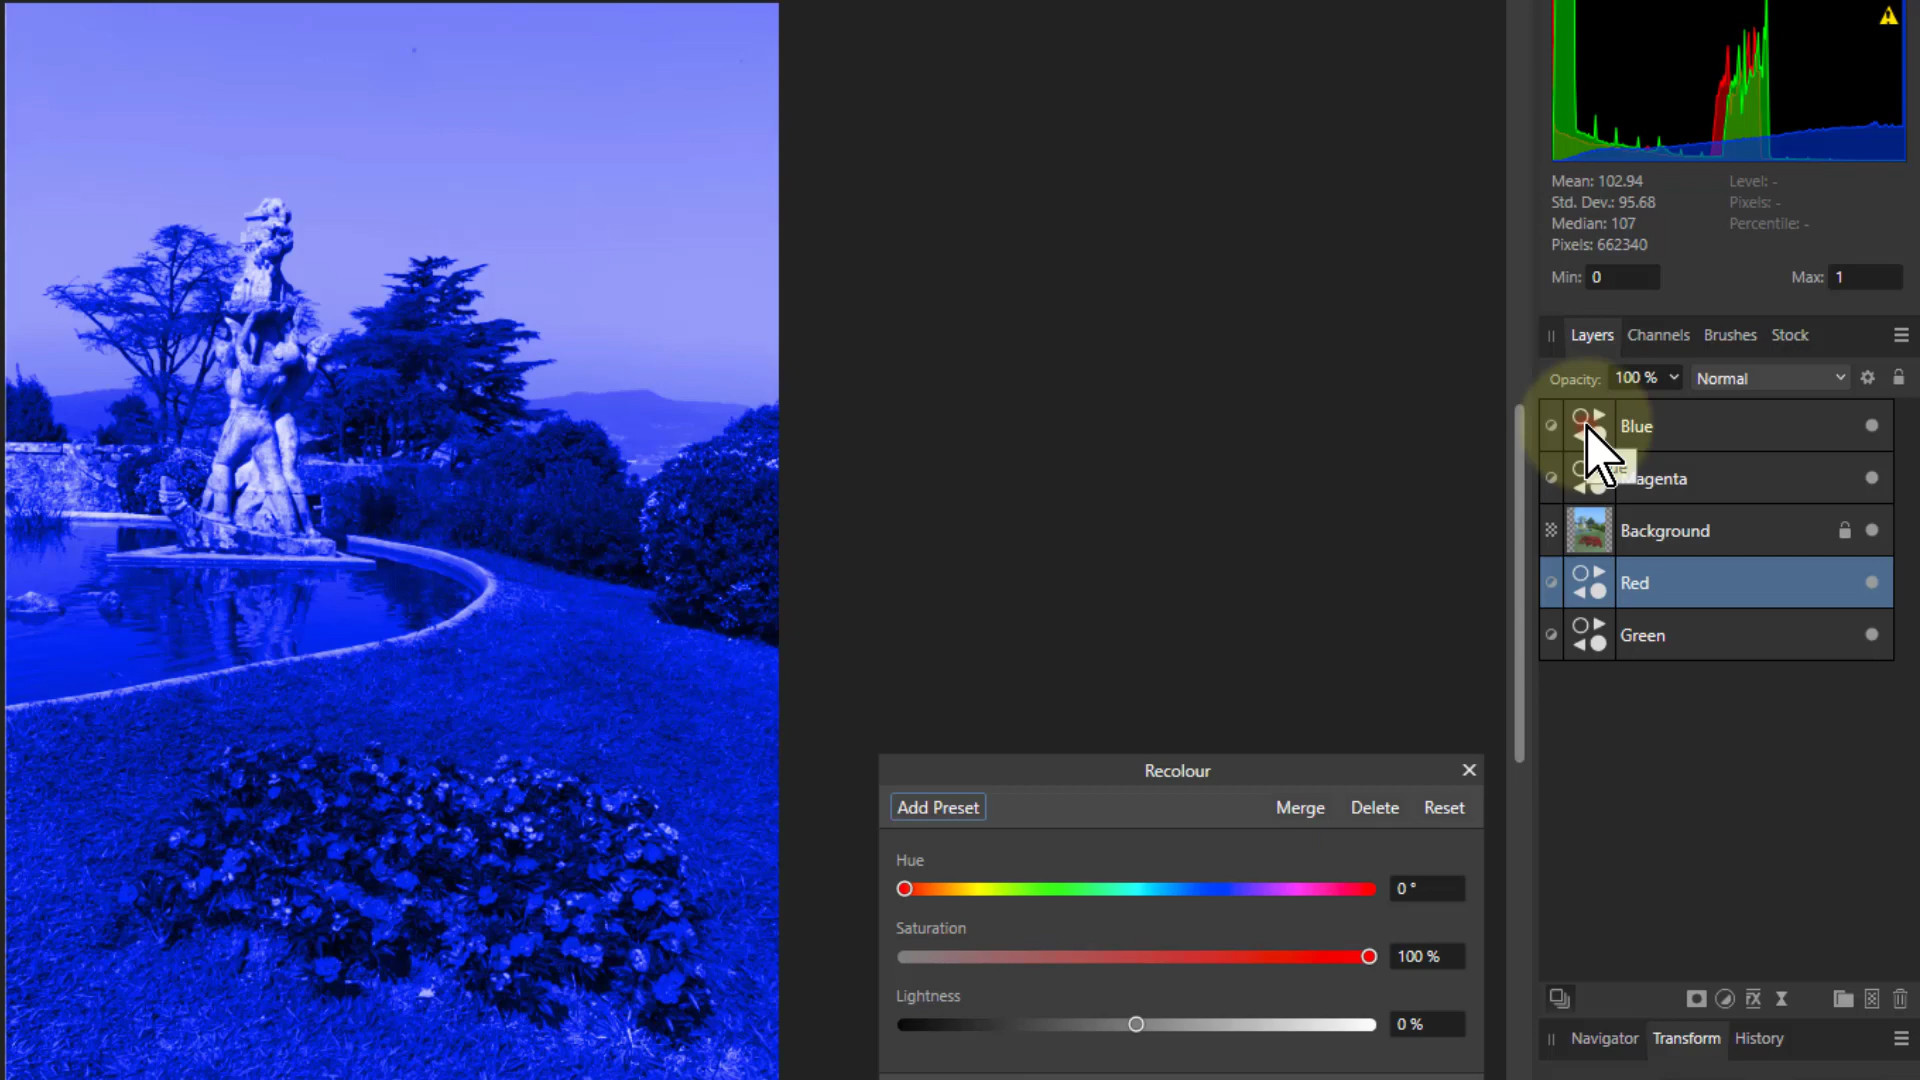 Mean: 102.94
Level: -
Std. Dev.: 95.68
Pixels: -
Median: 107
Percentile: -
Pixels: 662340
Min: 0
Max: 1
Layers
Channels
Brushes
Stock
Opacity: 100 %
Normal
Blue
agenta
Background
Red
Green
Recolour
Add Preset
Merge
Delete
Reset
Hue
0 °
Saturation
100 %
Lightness
0 %
Navigator
Transform
History